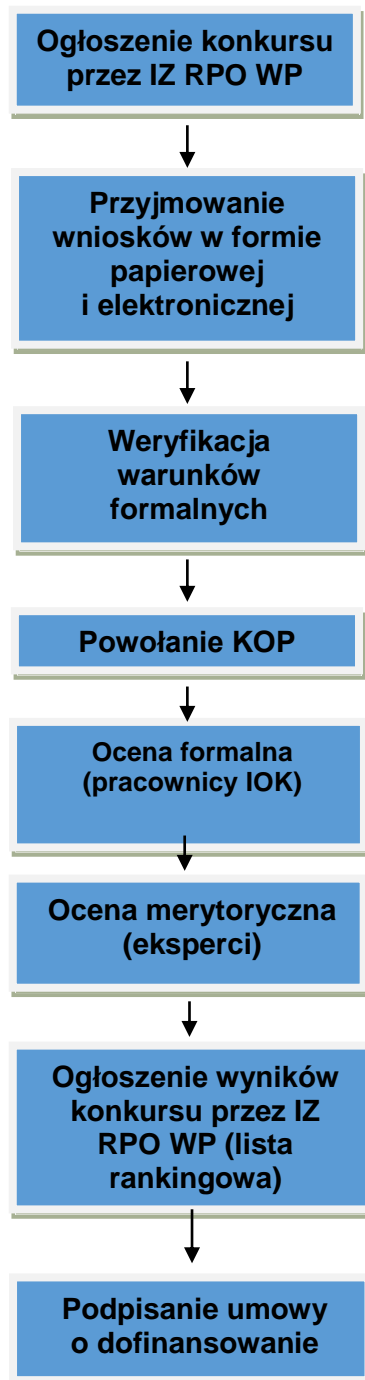 Ogłoszenie konkursu
przez IZ RPO WP
Przyjmowanie
wniosków w formie
papierowej
i elektronicznej
Weryfikacja
warunków
formalnych
Powołanie KOP
Ocena formalna
(pracownicy IOK)
Ocena merytoryczna
(eksperci)
Ogłoszenie wyników
konkursu przez IZ
RPO WP (lista
rankingowa)
Podpisanie umowy
o dofinansowanie